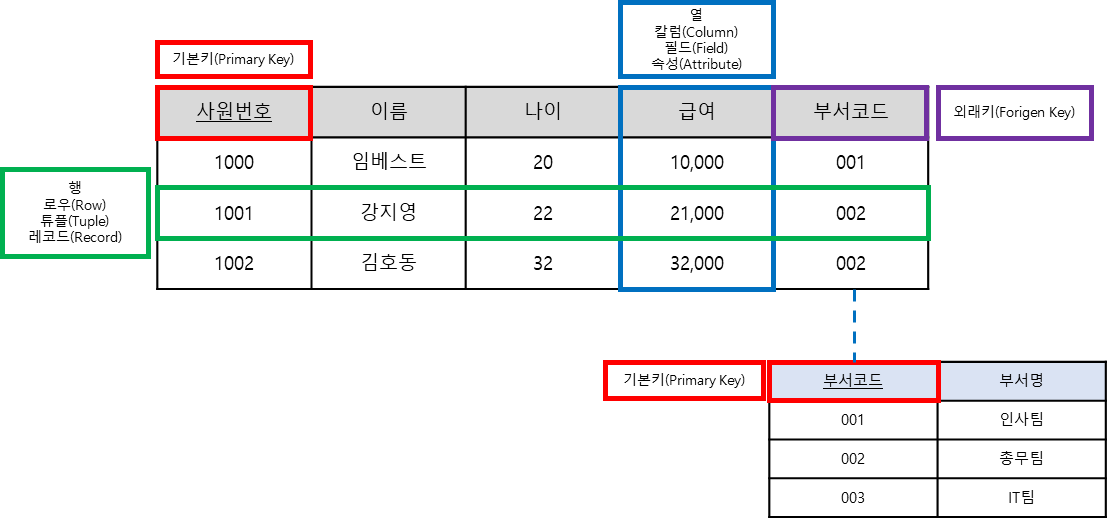 열
칼럼(Column)
필드(Field)
속성(Attribute)
기본키(Primary Key)
사원번호 이름 나이 급여 부서코드
외래키(Forigen Key)
1000 임베스트 20 10,000 001
행
로우(Row)
튜플(Tuple)
레코드(Record)
1001 강지영 22 21,000 002
1002 김호동 32 32,000 002
기본키(Primary Key)
부서코드 부서명
001 인사팀
002 총무팀
003 IT팀